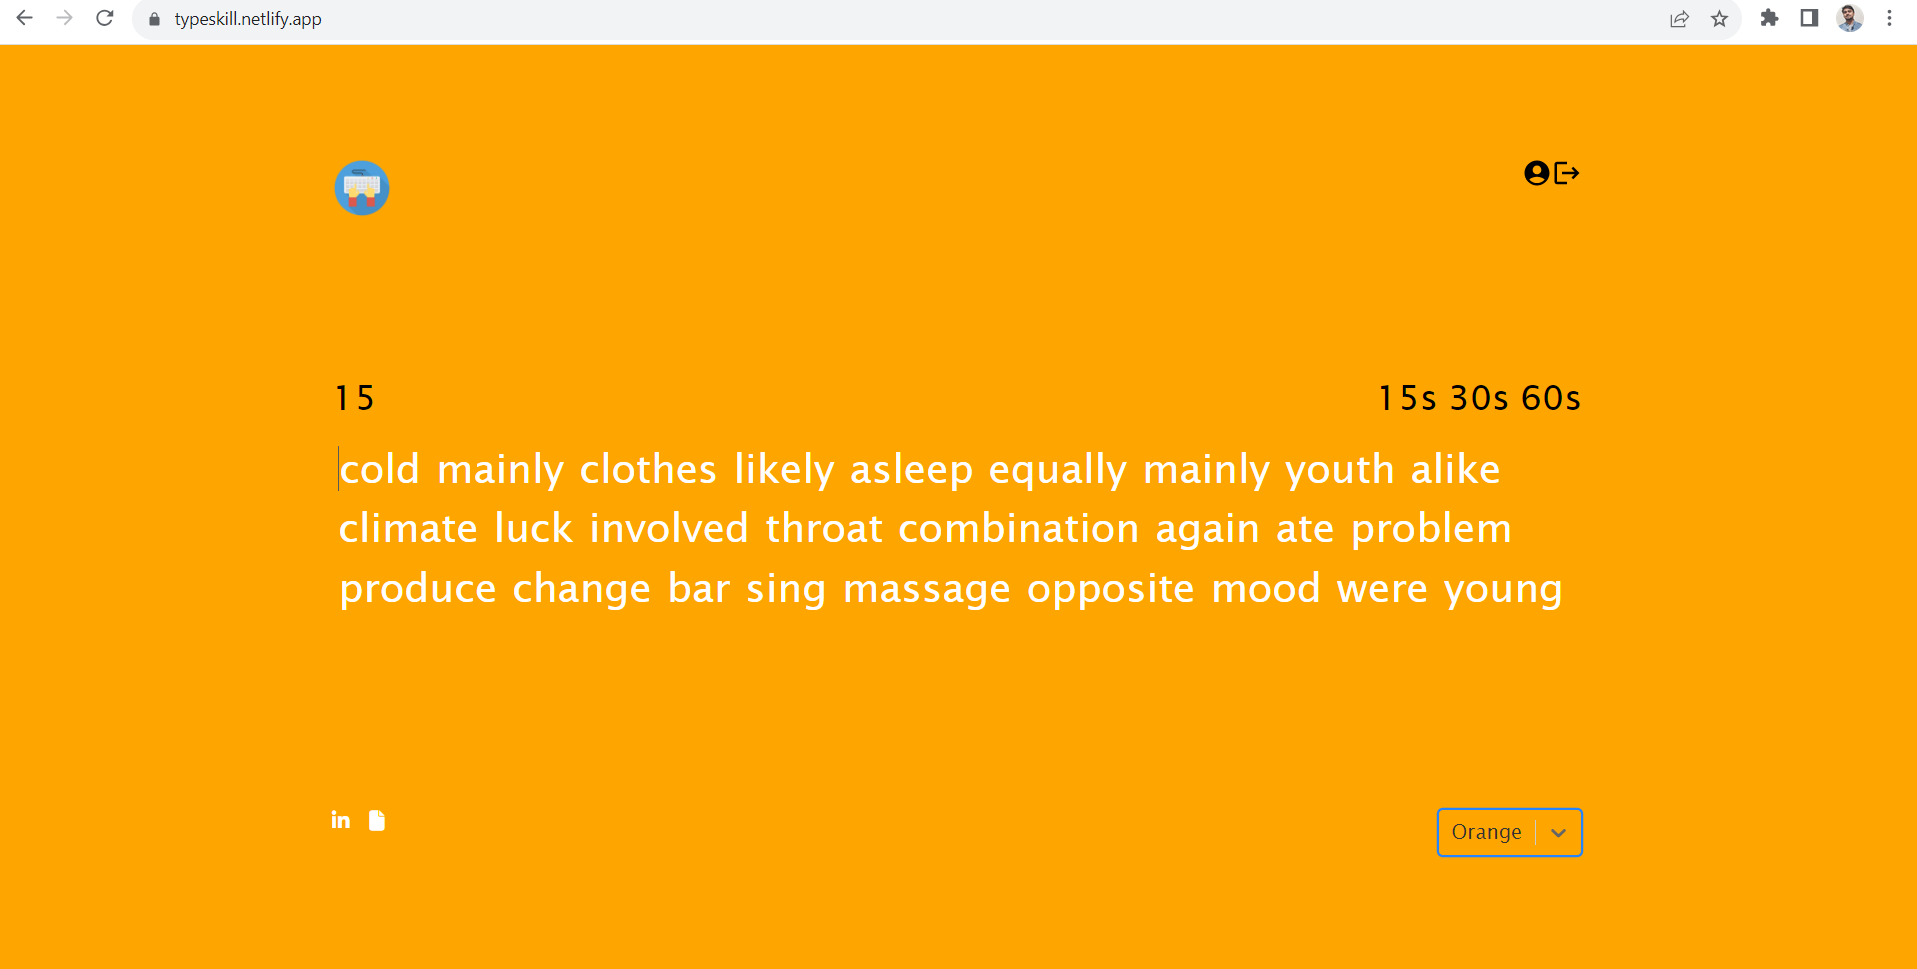 typeskill.netlify.app
15
15s 30s 60s
cold mainly clothes likely asleep equally mainly youth alike
climate luck involved throat combination again ate problem
produce change bar sing massage opposite mood were young
in
Orange